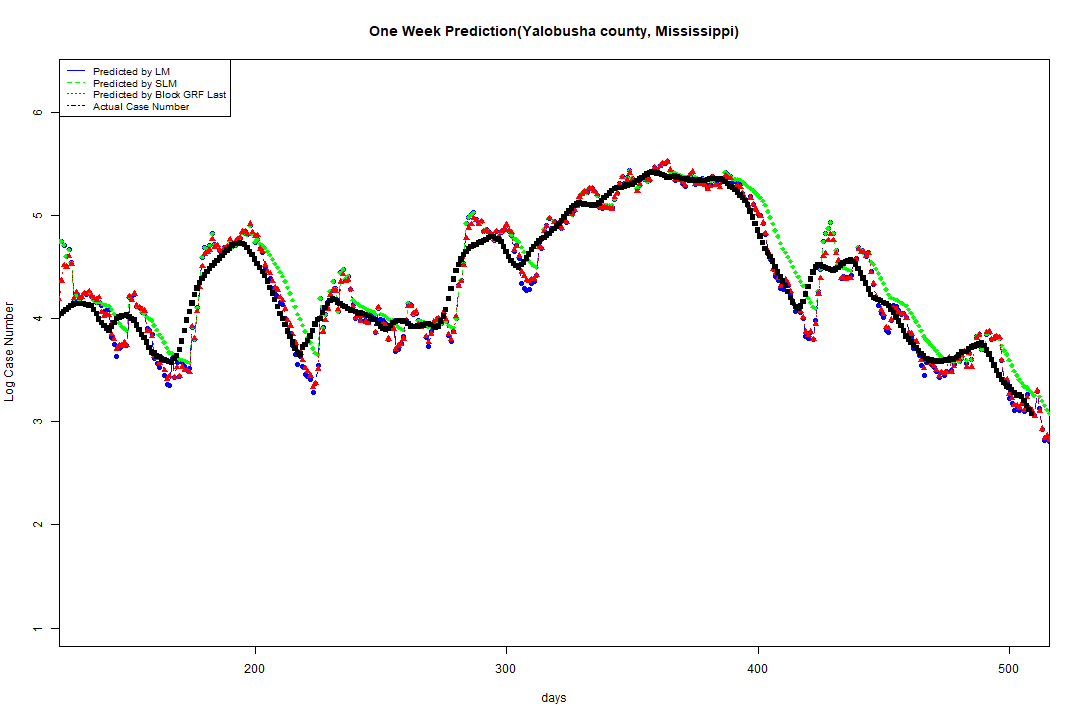 One Week Prediction(Yalobusha county, Mississippi)
Predicted by LM
Predicted by SLM
Predicted by Block GRF Last
Actual Case Number
6
5
4
3
2
1
Log Case Number
200 300 400 500
days